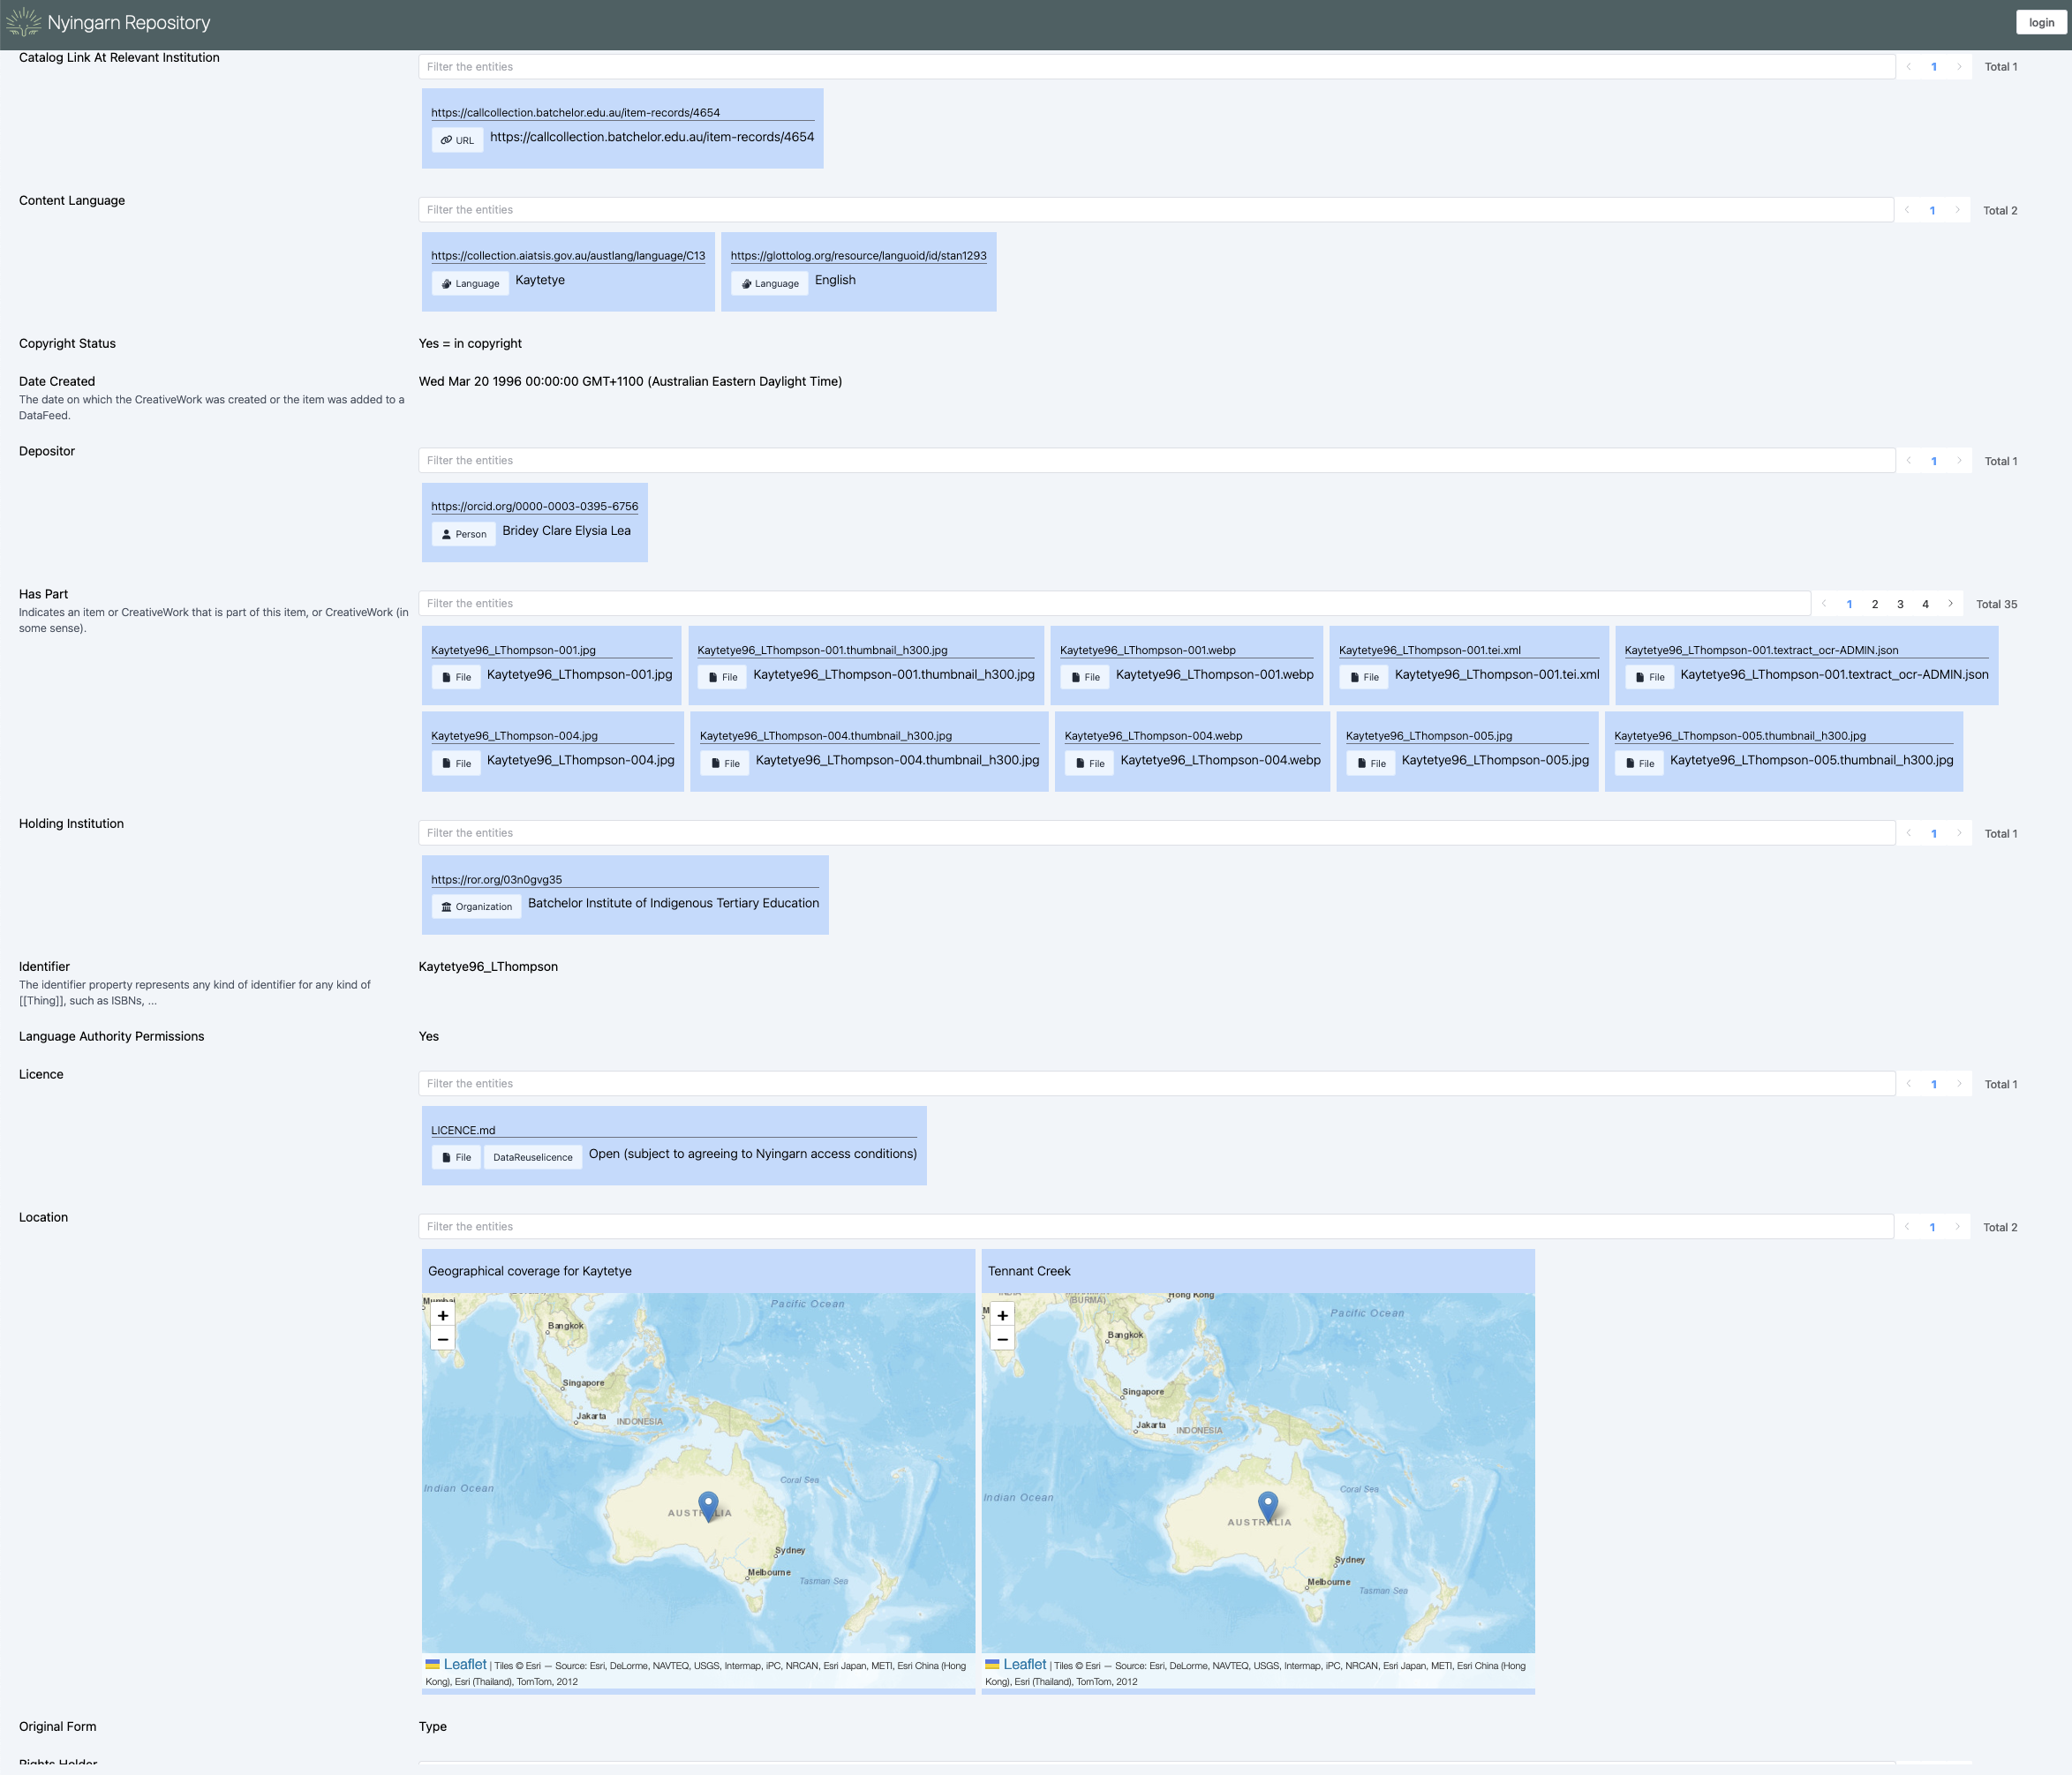 Nyingarn Repository
login
Catalog Link At Relevant Institution
Filter the entities
1
Total 1
https://callcollection.batchelor.edu.au/item-records/4654
URL https://callcollection.batchelor.edu.au/item-records/4654
Content Language
Filter the entities
1
Total 2
https://collection.aiatsis.gov.au/austlang/language/C13
Language Kaytetye
https://glottolog.org/resource/languoid/id/stan1293
Language English
Copyright Status
Yes = in copyright
Date Created
The date on which the CreativeWork was created or the item was added to a
DataFeed.
Wed Mar 20 1996 00:00:00 GMT+1100 (Australian Eastern Daylight Time)
Depositor
Filter the entities
1
Total 1
https://orcid.org/0000-0003-0395-6756
Person Bridey Clare Elysia Lea
Has Part
Indicates an item or CreativeWork that is part of this item, or CreativeWork (in
some sense).
Filter the entities
1 2 3 4
Total 35
Kaytetye96_LThompson-001.jpg
File Kaytetye96_LThompson-001.jpg
Kaytetye96_LThompson-001.thumbnail_h300.jpg
File Kaytetye96_LThompson-001.thumbnail_h300.jpg
Kaytetye96_LThompson-001.webp
File Kaytetye96_LThompson-001.webp
Kaytetye96_LThompson-001.tei.xml
File Kaytetye96_LThompson-001.tei.xml
Kaytetye96_LThompson-001.textract_ocr-ADMIN.json
File Kaytetye96_LThompson-001.textract_ocr-ADMIN.json
Kaytetye96_LThompson-004.jpg
File Kaytetye96_LThompson-004.jpg
Kaytetye96_LThompson-004.thumbnail_h300.jpg
File Kaytetye96_LThompson-004.thumbnail_h300.jpg
Kaytetye96_LThompson-004.webp
File Kaytetye96_LThompson-004.webp
Kaytetye96_LThompson-005.jpg
File Kaytetye96_LThompson-005.jpg
Kaytetye96_LThompson-005.thumbnail_h300.jpg
File Kaytetye96_LThompson-005.thumbnail_h300.jpg
Holding Institution
Filter the entities
1
Total 1
https://ror.org/03n0gvg35
Organization Batchelor Institute of Indigenous Tertiary Education
Identifier
The identifier property represents any kind of identifier for any kind of
[[Thing]], such as ISBNs, ...
Kaytetye96_LThompson
Language Authority Permissions
Yes
Licence
Filter the entities
1
Total 1
LICENCE.md
File DataReuselicence Open (subject to agreeing to Nyingarn access conditions)
Location
Filter the entities
1
Total 2
Geographical coverage for Kaytetye
Mumbai
+
−
Pacific Ocean
Bangkok
Singapore
Jakarta
INDONESIA
Indian Ocean
Coral Sea
AUSTRALIA
Sydney
Melbourne
Tasman Sea
Leaflet | Tiles © Esri — Source: Esri, DeLorme, NAVTEQ, USGS, Intermap, iPC, NRCAN, Esri Japan, METI, Esri China (Hong
Kong), Esri (Thailand), TomTom, 2012
Tennant Creek
(BURMA)
Hong Kong
+
−
Pacific Ocean
Bangkok
Singapore
Jakarta
INDONESIA
Indian Ocean
Coral Sea
AUSTRALIA
Sydney
Melbourne
Tasman Sea
Leaflet | Tiles © Esri — Source: Esri, DeLorme, NAVTEQ, USGS, Intermap, iPC, NRCAN, Esri Japan, METI, Esri China (Hong
Kong), Esri (Thailand), TomTom, 2012
Original Form
Type
Rights Holder